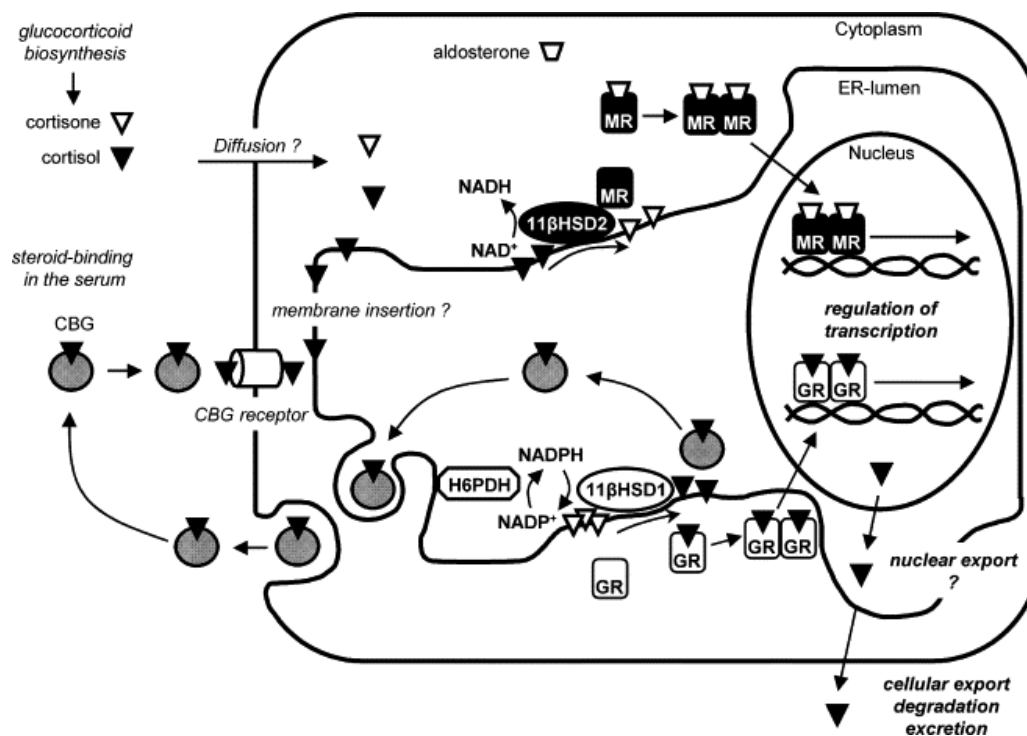 glucocorticoid
biosynthesis
cortisone
cortisol
Diffusion ?
aldosterone
Cytoplasm
ER-lumen
Nucleus
MR
MR MR
MR
NADH
11βHSD2
NAD⁺
MR MR
steroid-binding
in the serum
CBG
membrane insertion ?
CBG receptor
regulation of
transcription
GR GR
H6PDH
NADPH
NADP⁺
11βHSD1
GR
GR
GR GR
nuclear export
?
cellular export
degradation
excretion